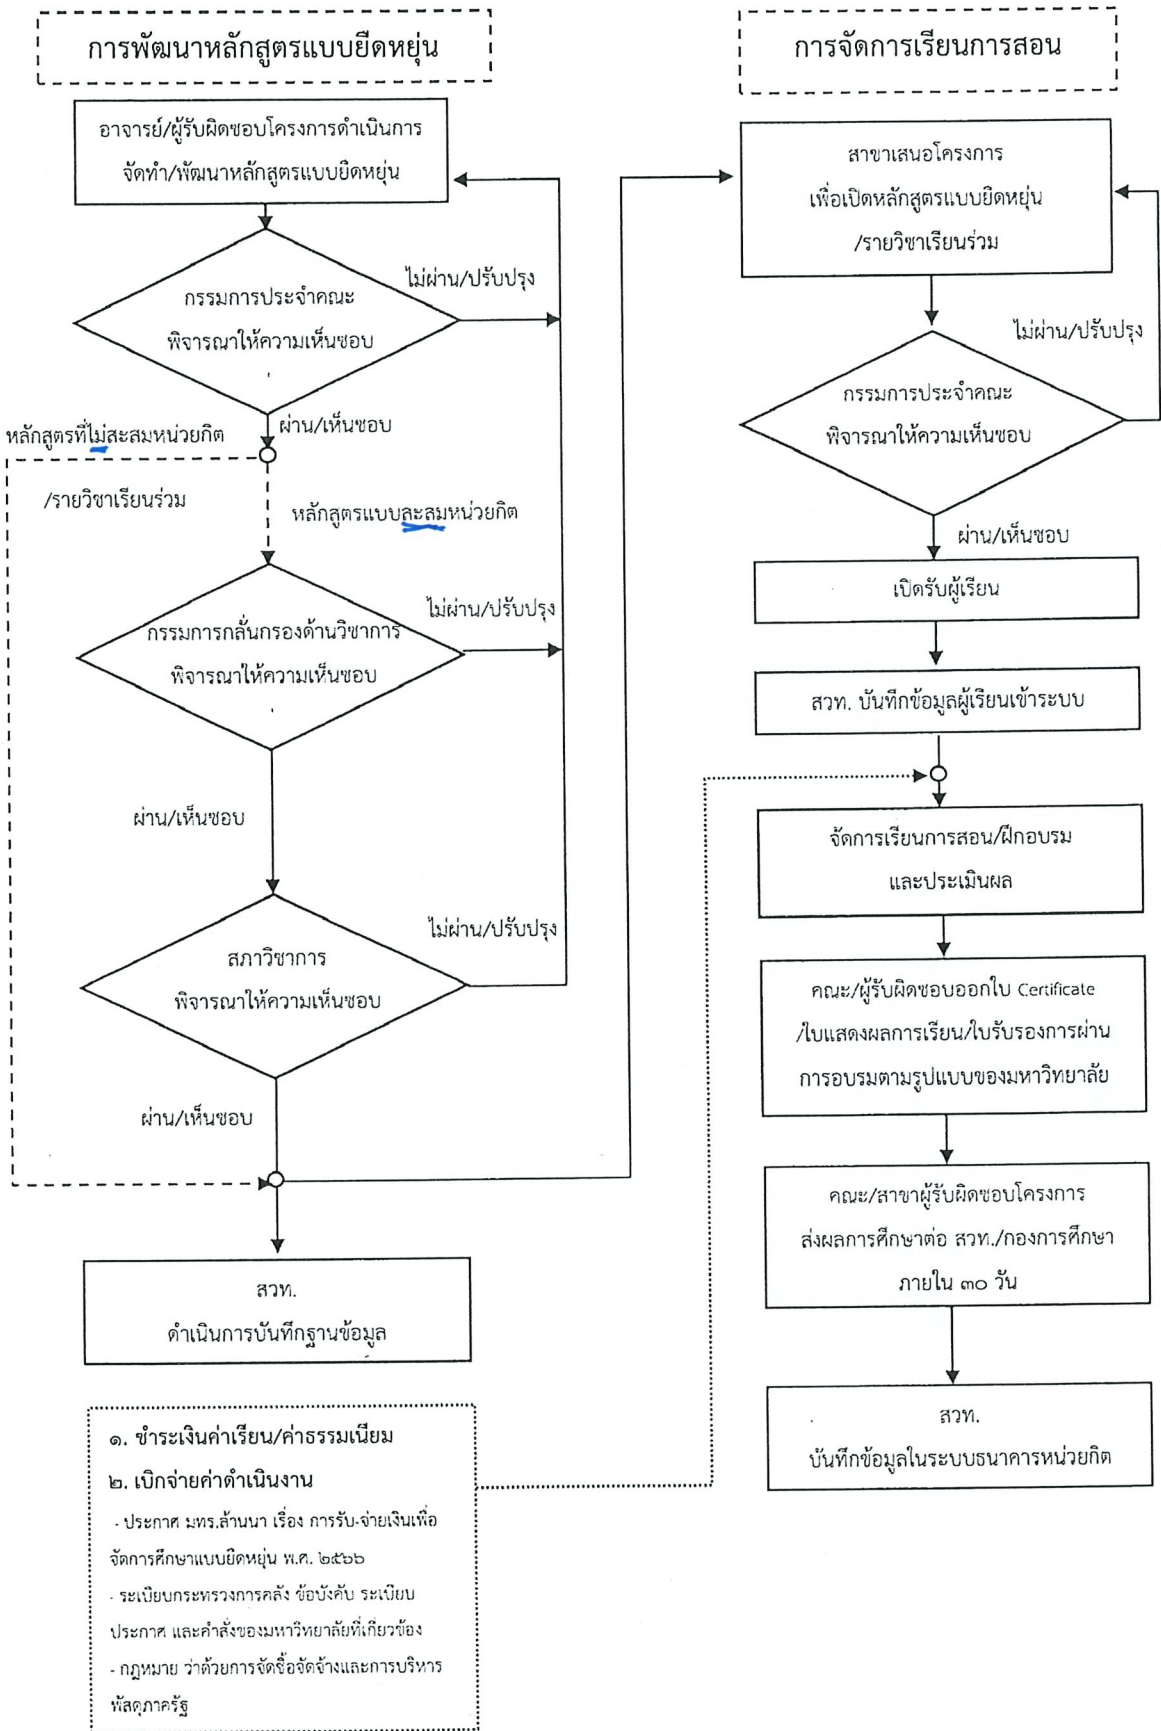 การพัฒนาหลักสูตรแบบยืดหยุ่น
อาจารย์/ผู้รับผิดชอบโครงการดำเนินการ
จัดทำ/พัฒนาหลักสูตรแบบยืดหยุ่น
ไม่ผ่าน/ปรับปรุง
กรรมการประจำคณะ
พิจารณาให้ความเห็นชอบ
ผ่าน/เห็นชอบ
หลักสูตรที่ไม่สะสมหน่วยกิต
/รายวิชาเรียนร่วม
หลักสูตรแบบสะสมหน่วยกิต
ไม่ผ่าน/ปรับปรุง
กรรมการกลั่นกรองด้านวิชาการ
พิจารณาให้ความเห็นชอบ
ผ่าน/เห็นชอบ
ไม่ผ่าน/ปรับปรุง
สภาวิชาการ
พิจารณาให้ความเห็นชอบ
ผ่าน/เห็นชอบ
สวท.
ดำเนินการบันทึกฐานข้อมูล
๑. ชำระเงินค่าเรียน/ค่าธรรมเนียม
๒. เบิกจ่ายค่าดำเนินงาน
- ประกาศ มทร.ล้านนา เรื่อง การรับ-จ่ายเงินเพื่อ
จัดการศึกษาแบบยืดหยุ่น พ.ศ. ๒๕๖๖
- ระเบียบกระทรวงการคลัง ข้อบังคับ ระเบียบ
ประกาศ และคำสั่งของมหาวิทยาลัยที่เกี่ยวข้อง
- กฎหมาย ว่าด้วยการจัดซื้อจัดจ้างและการบริหาร
พัสดุภาครัฐ
การจัดการเรียนการสอน
สาขาเสนอโครงการ
เพื่อเปิดหลักสูตรแบบยืดหยุ่น
/รายวิชาเรียนร่วม
ไม่ผ่าน/ปรับปรุง
กรรมการประจำคณะ
พิจารณาให้ความเห็นชอบ
ผ่าน/เห็นชอบ
เปิดรับผู้เรียน
สวท. บันทึกข้อมูลผู้เรียนเข้าระบบ
จัดการเรียนการสอน/ฝึกอบรม
และประเมินผล
คณะ/ผู้รับผิดชอบออกใบ Certificate
/ใบแสดงผลการเรียน/ใบรับรองการผ่าน
การอบรมตามรูปแบบของมหาวิทยาลัย
คณะ/สาขาผู้รับผิดชอบโครงการ
ส่งผลการศึกษาต่อ สวท./กองการศึกษา
ภายใน ๓๐ วัน
สวท.
บันทึกข้อมูลในระบบธนาคารหน่วยกิต